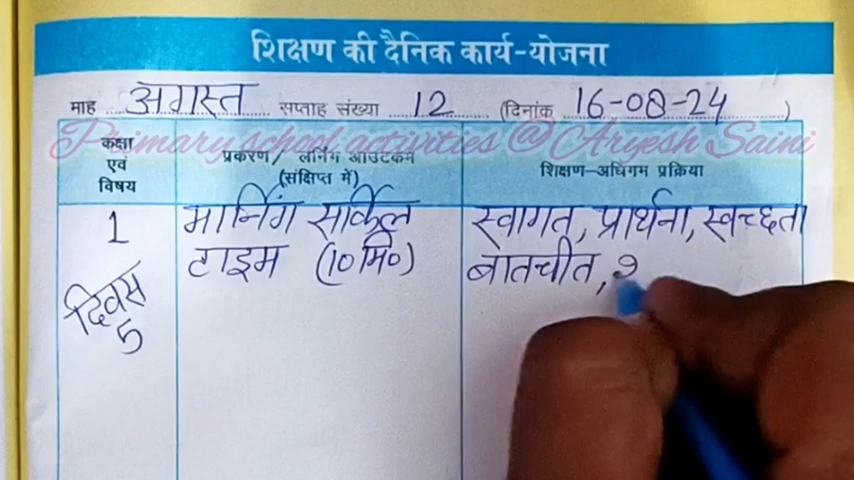 शिक्षण की दैनिक कार्य-योजना
माह अगस्त सप्ताह संख्या 12 (दिनांक 16-08-24)
Primary school activities @ Aryesh Saini
कक्षा एवं विषय
प्रकरण/ लर्निंग आउटकम (संक्षिप्त में)
शिक्षण-अधिगम प्रक्रिया
1
दिवस 5
मार्निंग सर्किल
टाइम (10 मि०)
स्वागत, प्रार्थना, स्वच्छता
बातचीत,